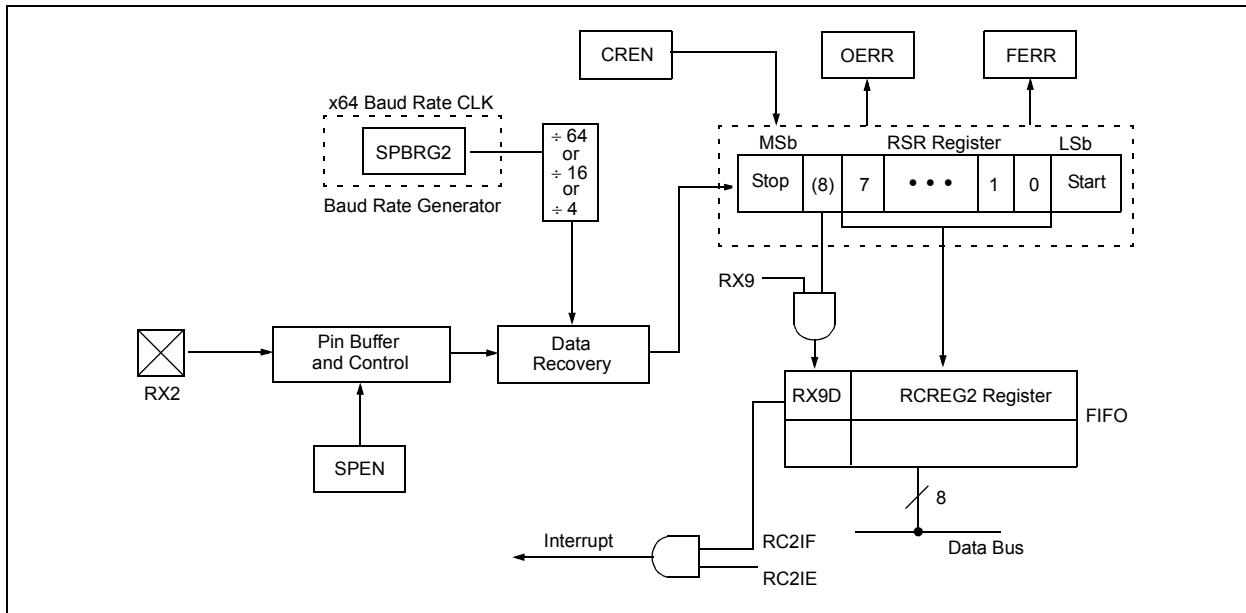 CREN
OERR
FERR
x64 Baud Rate CLK
SPBRG2
Baud Rate Generator
÷ 64
or
÷ 16
or
÷ 4
MSb
RSR Register
LSb
Stop
(8)
7
• • •
1
0
Start
RX9
RX2
Pin Buffer
and Control
Data
Recovery
SPEN
RX9D
RCREG2 Register
FIFO
8
Data Bus
Interrupt
RC2IF
RC2IE